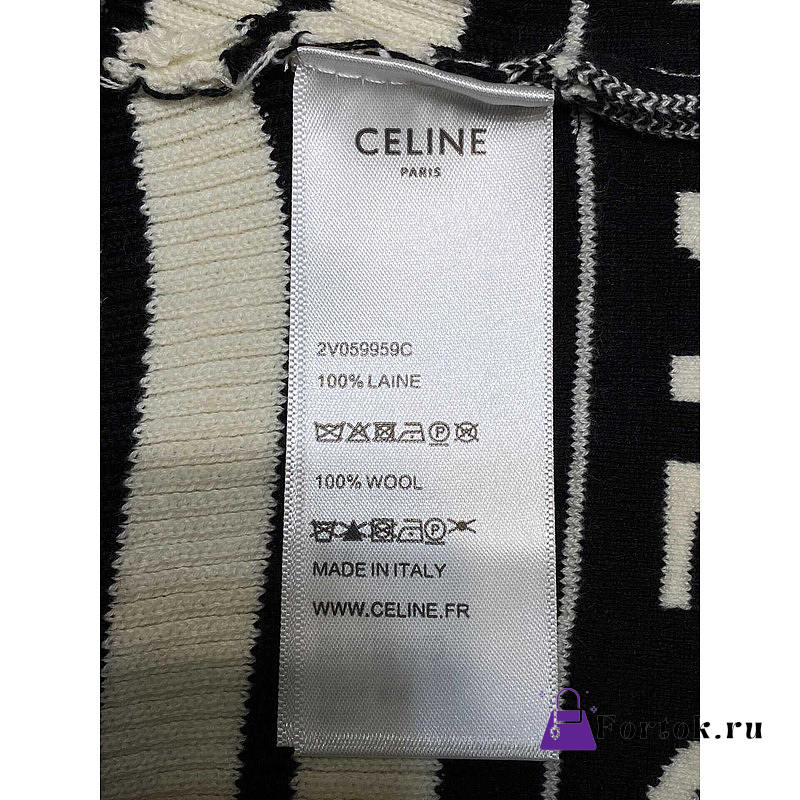 CELINE
PARIS
2V059959C
100% LAINE
100% WOOL
MADE IN ITALY
WWW.CELINE.FR
Fortok.ru